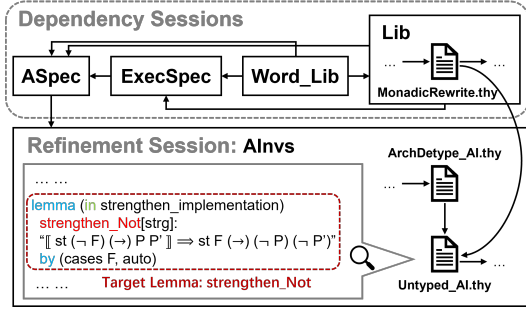 Dependency Sessions
Lib
ASpec
ExecSpec
Word_Lib
... ...
MonadicRewrite.thy
Refinement Session: AInvs
ArchDetype_AI.thy
... ...
lemma (in strengthen_implementation)
strengthen_Not[strg]:
“⟦ st (¬ F) (→) P P’ ⟧ ⟹ st F (→) (¬ P) (¬ P’)”
by (cases F, auto)
... ... Target Lemma: strengthen_Not
...
...
Untyped_AI.thy